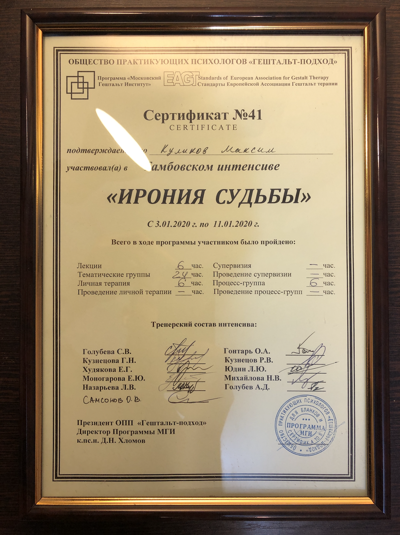 ОБЩЕСТВО ПРАКТИКУЮЩИХ ПСИХОЛОГОВ «ГЕШТАЛЬТ-ПОДХОД»
Программа «Московский Гештальт Институт»
EAGT
Standards of European Association for Gestalt Therapy
Стандарты Европейской Ассоциации Гештальт терапии
Сертификат №41
CERTIFICATE
Куликов Максим
участвовал(а) в Тамбовском интенсиве
«ИРОНИЯ СУДЬБЫ»
С 3.01.2020 г. по 11.01.2020 г.
Всего в ходе программы участником было пройдено:
Лекции 6 час. Супервизия — час.
Тематические группы 24 час. Проведение супервизии — час.
Личная терапия 6 час. Процесс-группа 6 час.
Проведение личной терапии — час. Проведение процесс-групп — час.
Тренерский состав интенсива:
Голубева С.В. Гонтарь О.А.
Кузнецова Г.Н. Кузнецов Р.В.
Худякова Е.Г. Юдин Л.Ю.
Моногарова Е.Ю. Михайлова Н.В.
Назарьева Л.В. Голубев А.Д.
Самсонов О.В.
Президент ОПП «Гештальт-подход»
Директор Программы МГИ
к.пс.н. Д.Н. Хломов
ПРОГРАММА
МГИ